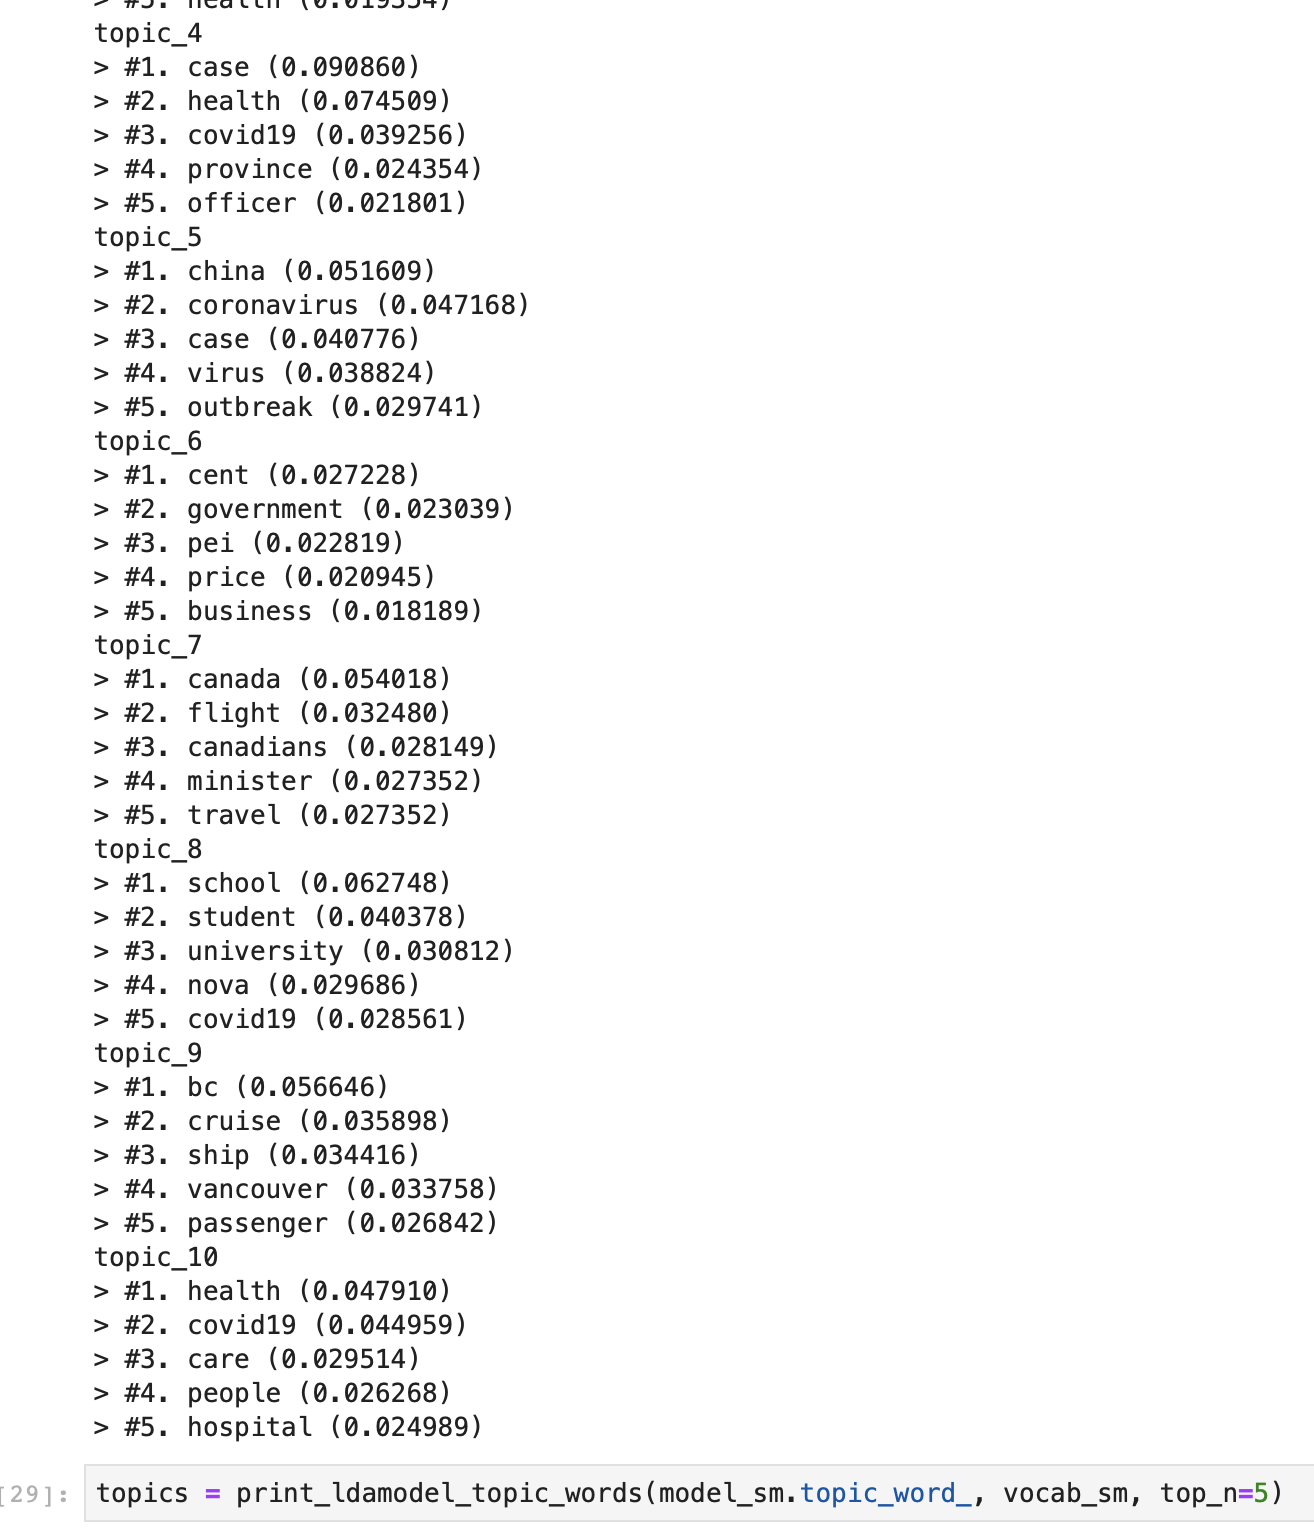 > #5. health (0.019354)
topic_4
> #1. case (0.090860)
> #2. health (0.074509)
> #3. covid19 (0.039256)
> #4. province (0.024354)
> #5. officer (0.021801)
topic_5
> #1. china (0.051609)
> #2. coronavirus (0.047168)
> #3. case (0.040776)
> #4. virus (0.038824)
> #5. outbreak (0.029741)
topic_6
> #1. cent (0.027228)
> #2. government (0.023039)
> #3. pei (0.022819)
> #4. price (0.020945)
> #5. business (0.018189)
topic_7
> #1. canada (0.054018)
> #2. flight (0.032480)
> #3. canadians (0.028149)
> #4. minister (0.027352)
> #5. travel (0.027352)
topic_8
> #1. school (0.062748)
> #2. student (0.040378)
> #3. university (0.030812)
> #4. nova (0.029686)
> #5. covid19 (0.028561)
topic_9
> #1. bc (0.056646)
> #2. cruise (0.035898)
> #3. ship (0.034416)
> #4. vancouver (0.033758)
> #5. passenger (0.026842)
topic_10
> #1. health (0.047910)
> #2. covid19 (0.044959)
> #3. care (0.029514)
> #4. people (0.026268)
> #5. hospital (0.024989)
[29]: topics = print_ldamodel_topic_words(model_sm.topic_word_, vocab_sm, top_n=5)